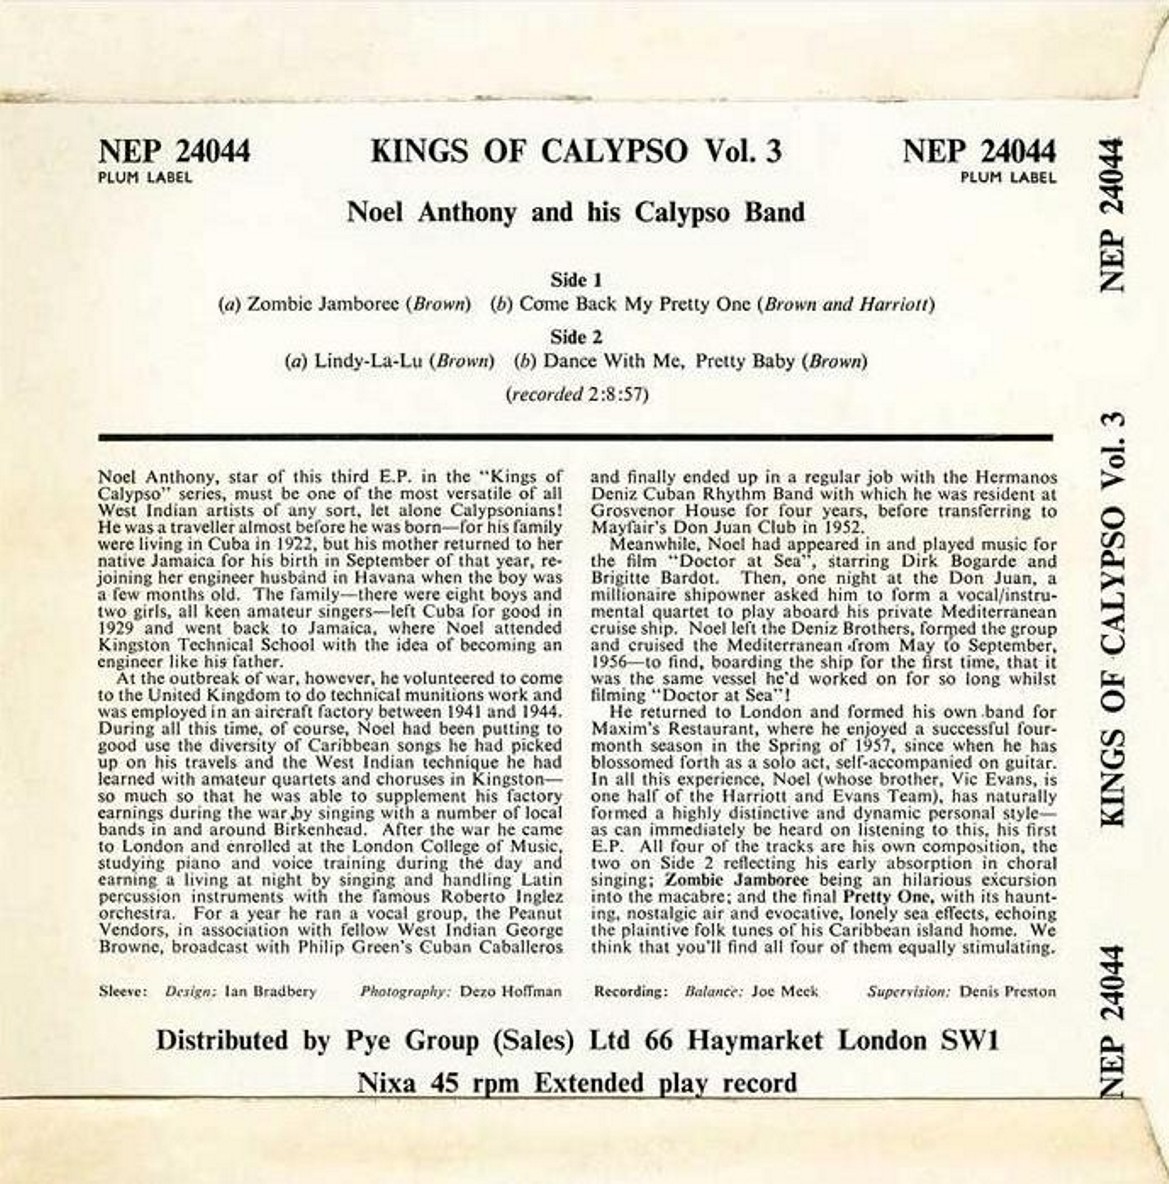 NEP 24044 KINGS OF CALYPSO Vol. 3 NEP 24044
PLUM LABEL PLUM LABEL
Noel Anthony and his Calypso Band
Side 1
(a) Zombie Jamboree (Brown) (b) Come Back My Pretty One (Brown and Harriott)
Side 2
(a) Lindy-La-Lu (Brown) (b) Dance With Me, Pretty Baby (Brown)
(recorded 2:8:57)
Noel Anthony, star of this third E.P. in the "Kings of
Calypso" series, must be one of the most versatile of all
West Indian artists of any sort, let alone Calypsonians!
He was a traveller almost before he was born—for his family
were living in Cuba in 1922, but his mother returned to her
native Jamaica for his birth in September of that year, re-
joining her engineer husband in Havana when the boy was
a few months old. The family—there were eight boys and
two girls, all keen amateur singers—left Cuba for good in
1929 and went back to Jamaica, where Noel attended
Kingston Technical School with the idea of becoming an
engineer like his father.
At the outbreak of war, however, he volunteered to come
to the United Kingdom to do technical munitions work and
was employed in an aircraft factory between 1941 and 1944.
During all this time, of course, Noel had been putting to
good use the diversity of Caribbean songs he had picked
up on his travels and the West Indian technique he had
learned with amateur quartets and choruses in Kingston—
so much so that he was able to supplement his factory
earnings during the war by singing with a number of local
bands in and around Birkenhead. After the war he came
to London and enrolled at the London College of Music,
studying piano and voice training during the day and
earning a living at night by singing and handling Latin
percussion instruments with the famous Roberto Inglez
orchestra. For a year he ran a vocal group, the Peanut
Vendors, in association with fellow West Indian George
Browne, broadcast with Philip Green's Cuban Caballeros
and finally ended up in a regular job with the Hermanos
Deniz Cuban Rhythm Band with which he was resident at
Grosvenor House for four years, before transferring to
Mayfair's Don Juan Club in 1952.
Meanwhile, Noel had appeared in and played music for
the film "Doctor at Sea", starring Dirk Bogarde and
Brigitte Bardot. Then, one night at the Don Juan, a
millionaire shipowner asked him to form a vocal/instru-
mental quartet to play aboard his private Mediterranean
cruise ship. Noel left the Deniz Brothers, formed the group
and cruised the Mediterranean from May to September,
1956—to find, boarding the ship for the first time, that it
was the same vessel he'd worked on for so long whilst
filming "Doctor at Sea"!
He returned to London and formed his own band for
Maxim's Restaurant, where he enjoyed a successful four-
month season in the Spring of 1957, since when he has
blossomed forth as a solo act, self-accompanied on guitar.
In all this experience, Noel (whose brother, Vic Evans, is
one half of the Harriott and Evans Team), has naturally
formed a highly distinctive and dynamic personal style—
as can immediately be heard on listening to this, his first
E.P. All four of the tracks are his own composition, the
two on Side 2 reflecting his early absorption in choral
singing; Zombie Jamboree being an hilarious excursion
into the macabre; and the final Pretty One, with its haunt-
ing, nostalgic air and evocative, lonely sea effects, echoing
the plaintive folk tunes of his Caribbean island home. We
think that you'll find all four of them equally stimulating.
Sleeve: Design: Ian Bradbery Photography: Dezo Hoffman Recording: Balance: Joe Meek Supervision: Denis Preston
Distributed by Pye Group (Sales) Ltd 66 Haymarket London SW1
Nixa 45 rpm Extended play record
NEP 24044 KINGS OF CALYPSO Vol. 3 NEP 24044